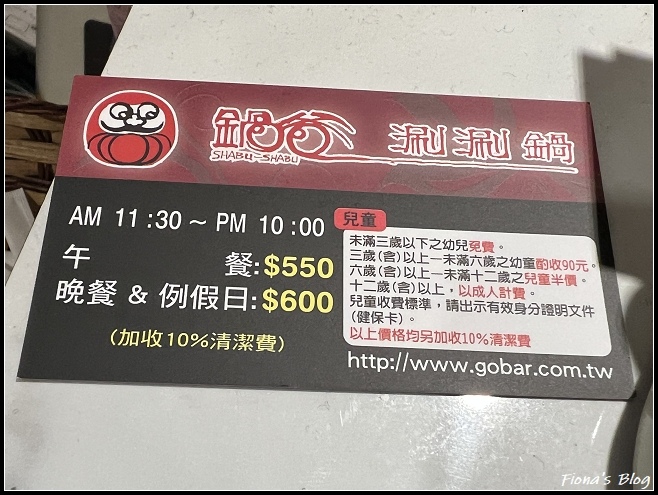 鍋爸 涮涮鍋
SHABU-SHABU
AM 11:30~PM 10:00
午餐:$550
晚餐 & 例假日:$600
(加收10%清潔費)
兒童
未滿三歲以下之幼兒免費。
三歲(含)以上—未滿六歲之幼童酌收90元。
六歲(含)以上—未滿十二歲之兒童半價。
十二歲(含)以上,以成人計費。
兒童收費標準,請出示有效身分證明文件
(健保卡)。
以上價格均另加收10%清潔費
http://www.gobar.com.tw
Fiona's Blog